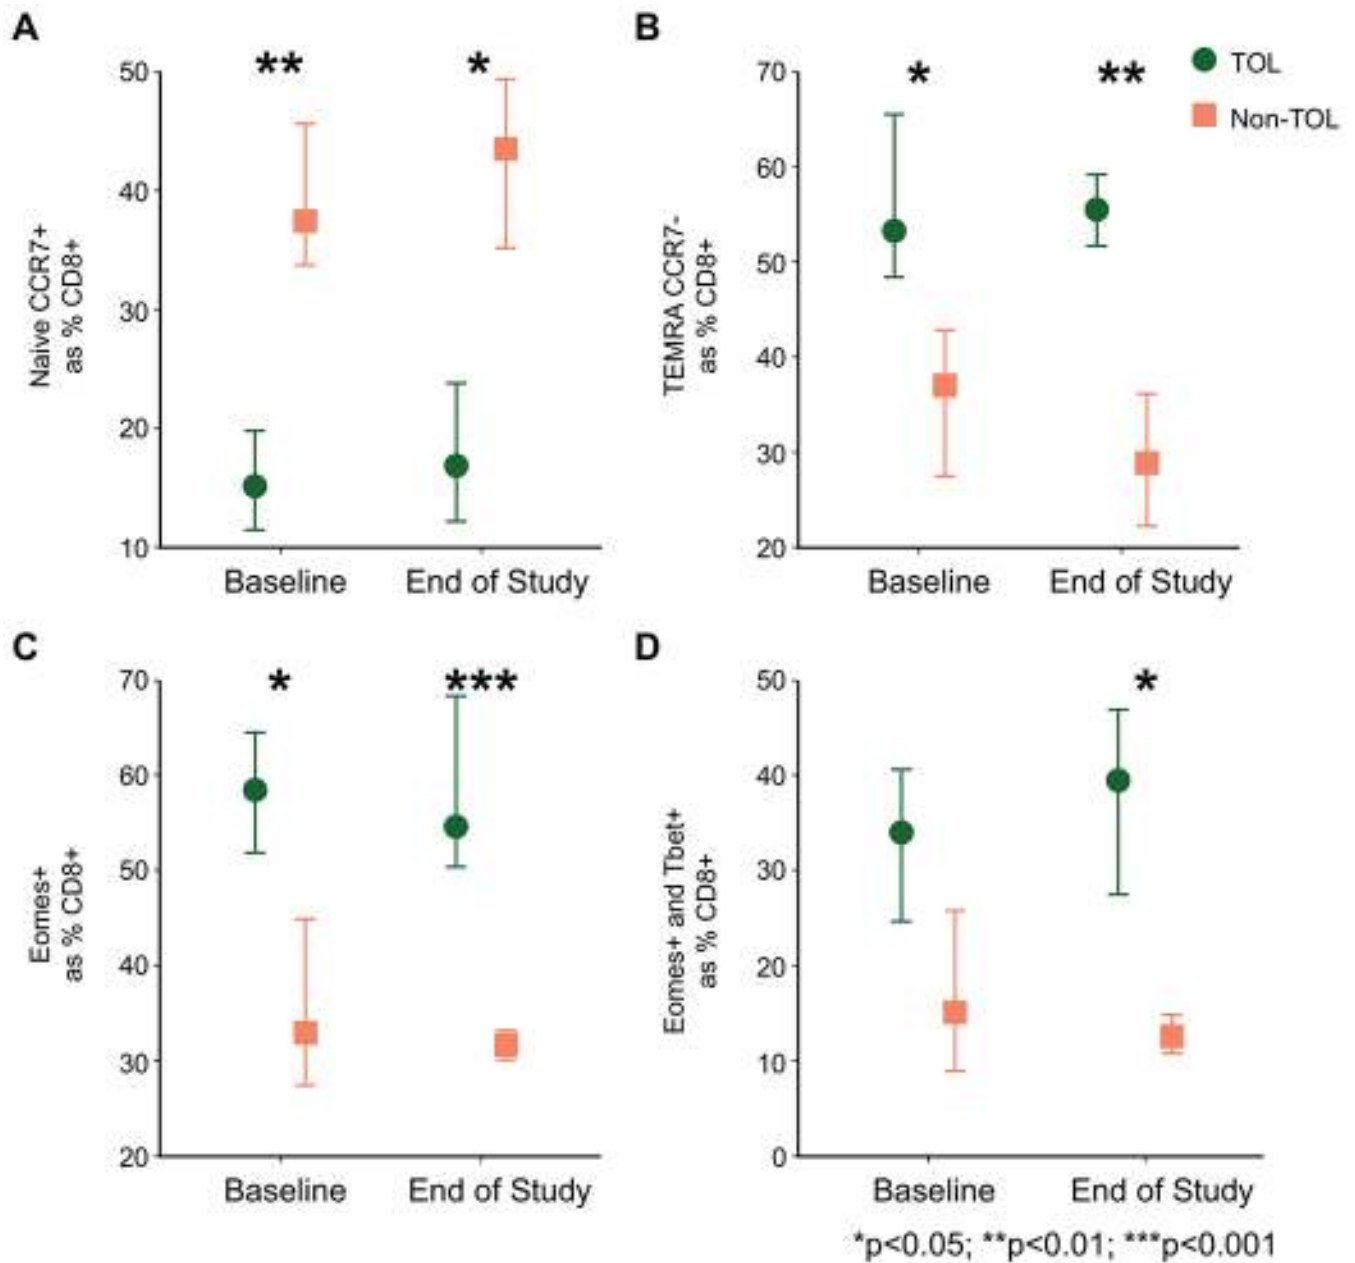 A
** *
50
40
30
20
10
Naive CCR7+
as % CD8+
Baseline End of Study
B
* **
70
60
50
40
30
20
TEMRA CCR7-
as % CD8+
Baseline End of Study
TOL
Non-TOL
C
* ***
70
60
50
40
30
20
Eomes+
as % CD8+
Baseline End of Study
D
*
50
40
30
20
10
0
Eomes+ and Tbet+
as % CD8+
Baseline End of Study
*p<0.05; **p<0.01; ***p<0.001